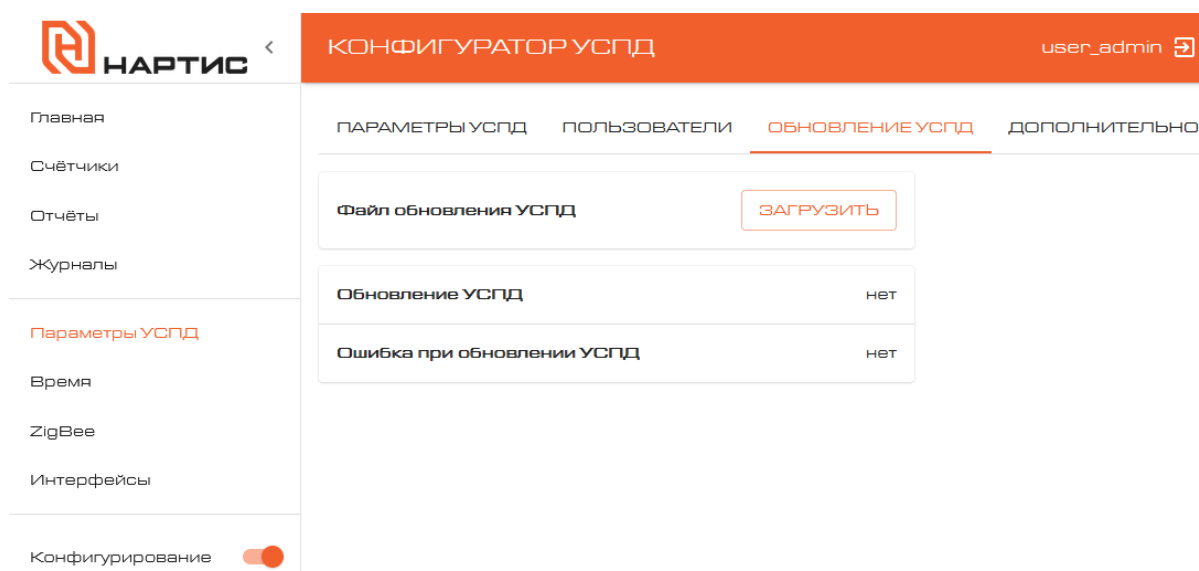 НАРТИС
КОНФИГУРАТОР УСПД
user_admin
Главная
Счётчики
Отчёты
Журналы
Параметры УСПД
Время
ZigBee
Интерфейсы
Конфигурирование
ПАРАМЕТРЫ УСПД ПОЛЬЗОВАТЕЛИ ОБНОВЛЕНИЕ УСПД ДОПОЛНИТЕЛЬНО
Файл обновления УСПД ЗАГРУЗИТЬ
Обновление УСПД нет
Ошибка при обновлении УСПД нет